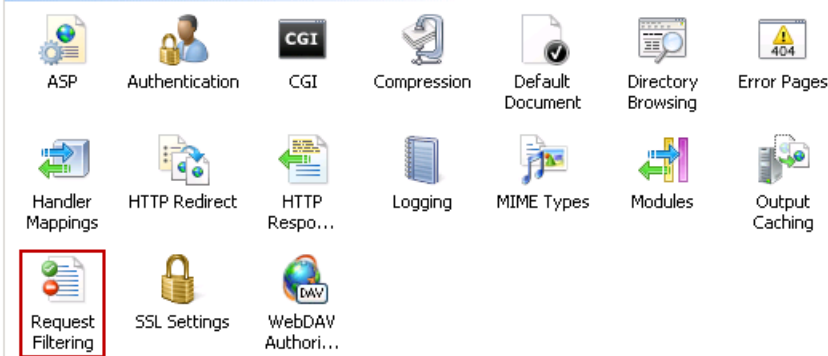 CGI
404
ASP
Authentication
CGI
Compression
Default
Document
Directory
Browsing
Error Pages
Handler
Mappings
HTTP Redirect
HTTP
Respo...
Logging
MIME Types
Modules
Output
Caching
DAV
Request
Filtering
SSL Settings
WebDAV
Authori...